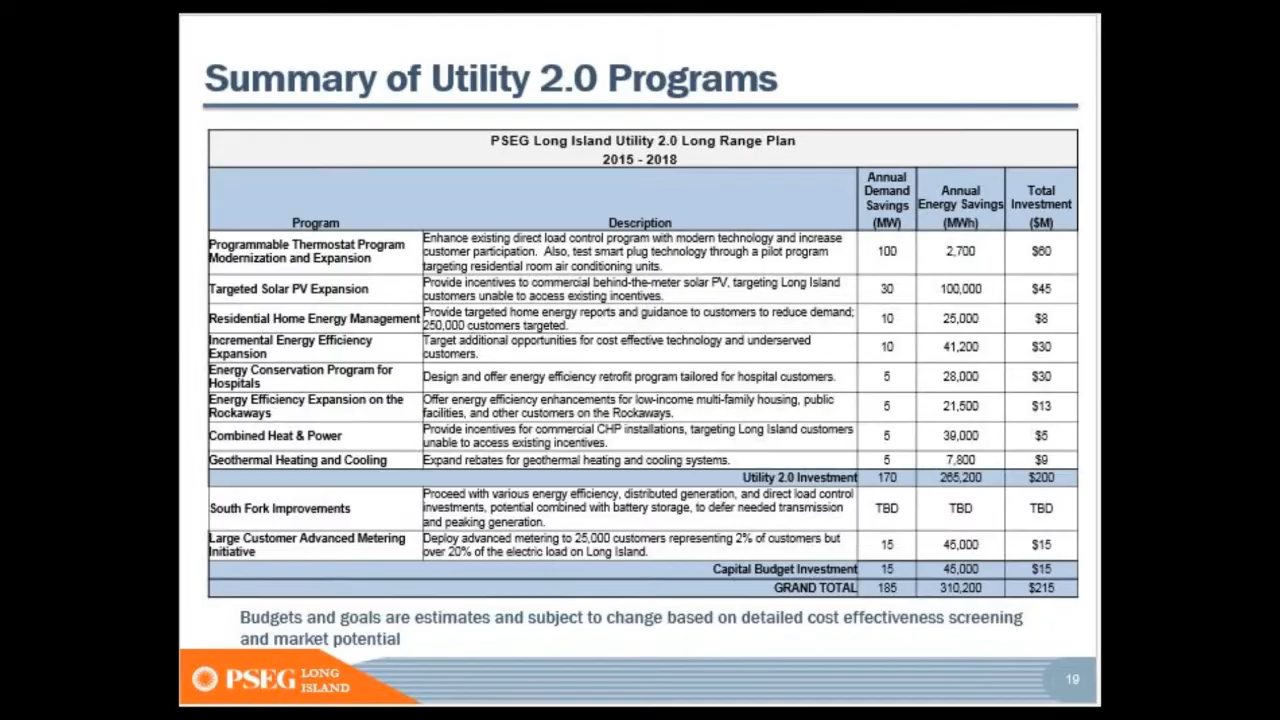 Summary of Utility 2.0 Programs
PSEG Long Island Utility 2.0 Long Range Plan
2015 - 2018
Program Description Annual Demand Savings (MW) Annual Energy Savings (MWh) Total Investment ($M)
Programmable Thermostat Program Modernization and Expansion
Enhance existing direct load control program with modern technology and increase
customer participation. Also, test smart plug technology through a pilot program
targeting residential room air conditioning units.
100 2,700 $60
Targeted Solar PV Expansion
Provide incentives to commercial behind-the-meter solar PV, targeting Long Island
customers unable to access existing incentives.
30 100,000 $45
Residential Home Energy Management
Provide targeted home energy reports and guidance to customers to reduce demand;
250,000 customers targeted.
10 25,000 $8
Incremental Energy Efficiency
Expansion
Target additional opportunities for cost effective technology and underserved
customers.
10 41,200 $30
Energy Conservation Program for
Hospitals
Design and offer energy efficiency retrofit program tailored for hospital customers.
5 28,000 $30
Energy Efficiency Expansion on the
Rockaways
Offer energy efficiency enhancements for low-income multi-family housing, public
facilities, and other customers on the Rockaways.
5 21,500 $13
Combined Heat & Power
Provide incentives for commercial CHP installations, targeting Long Island customers
unable to access existing incentives.
5 39,000 $5
Geothermal Heating and Cooling
Expand rebates for geothermal heating and cooling systems.
5 7,800 $9
Utility 2.0 Investment 170 265,200 $200
South Fork Improvements
Proceed with various energy efficiency, distributed generation, and direct load control
investments, potential combined with battery storage, to defer needed transmission
and peaking generation.
TBD TBD TBD
Large Customer Advanced Metering
Initiative
Deploy advanced metering to 25,000 customers representing 2% of customers but
over 20% of the electric load on Long Island.
15 45,000 $15
Capital Budget Investment 15 45,000 $15
GRAND TOTAL 185 310,200 $215
Budgets and goals are estimates and subject to change based on detailed cost effectiveness screening
and market potential
PSEG LONG
ISLAND
19